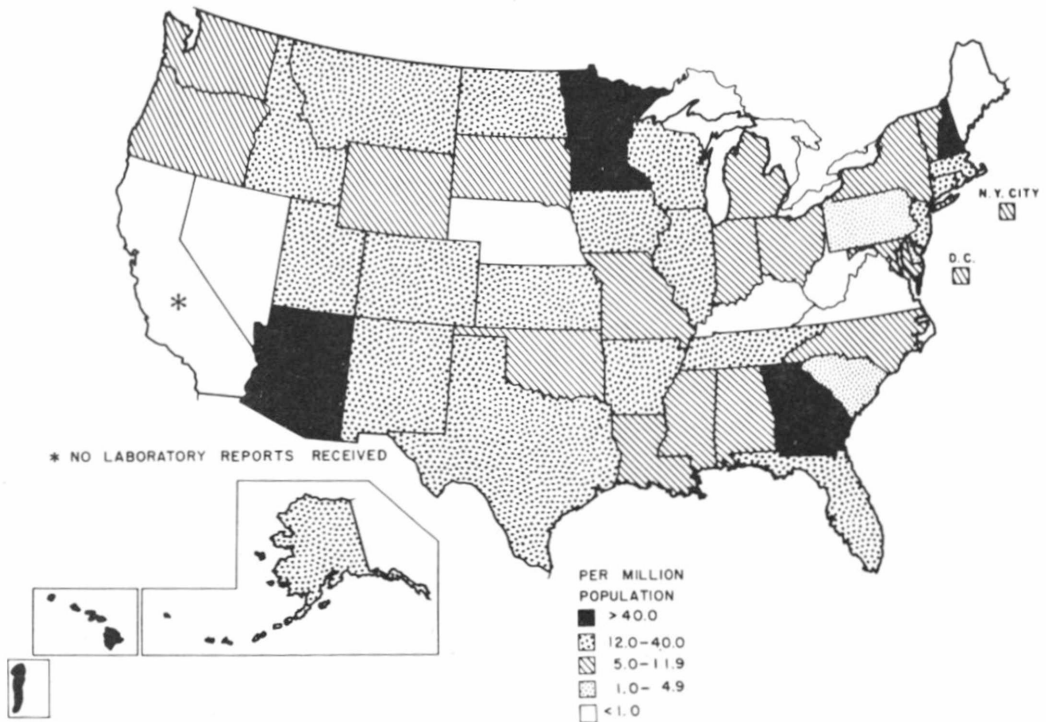 N.Y. CITY
D.C.
*
* NO LABORATORY REPORTS RECEIVED
PER MILLION
POPULATION
> 40.0
12.0-40.0
5.0-11.9
1.0- 4.9
< 1.0